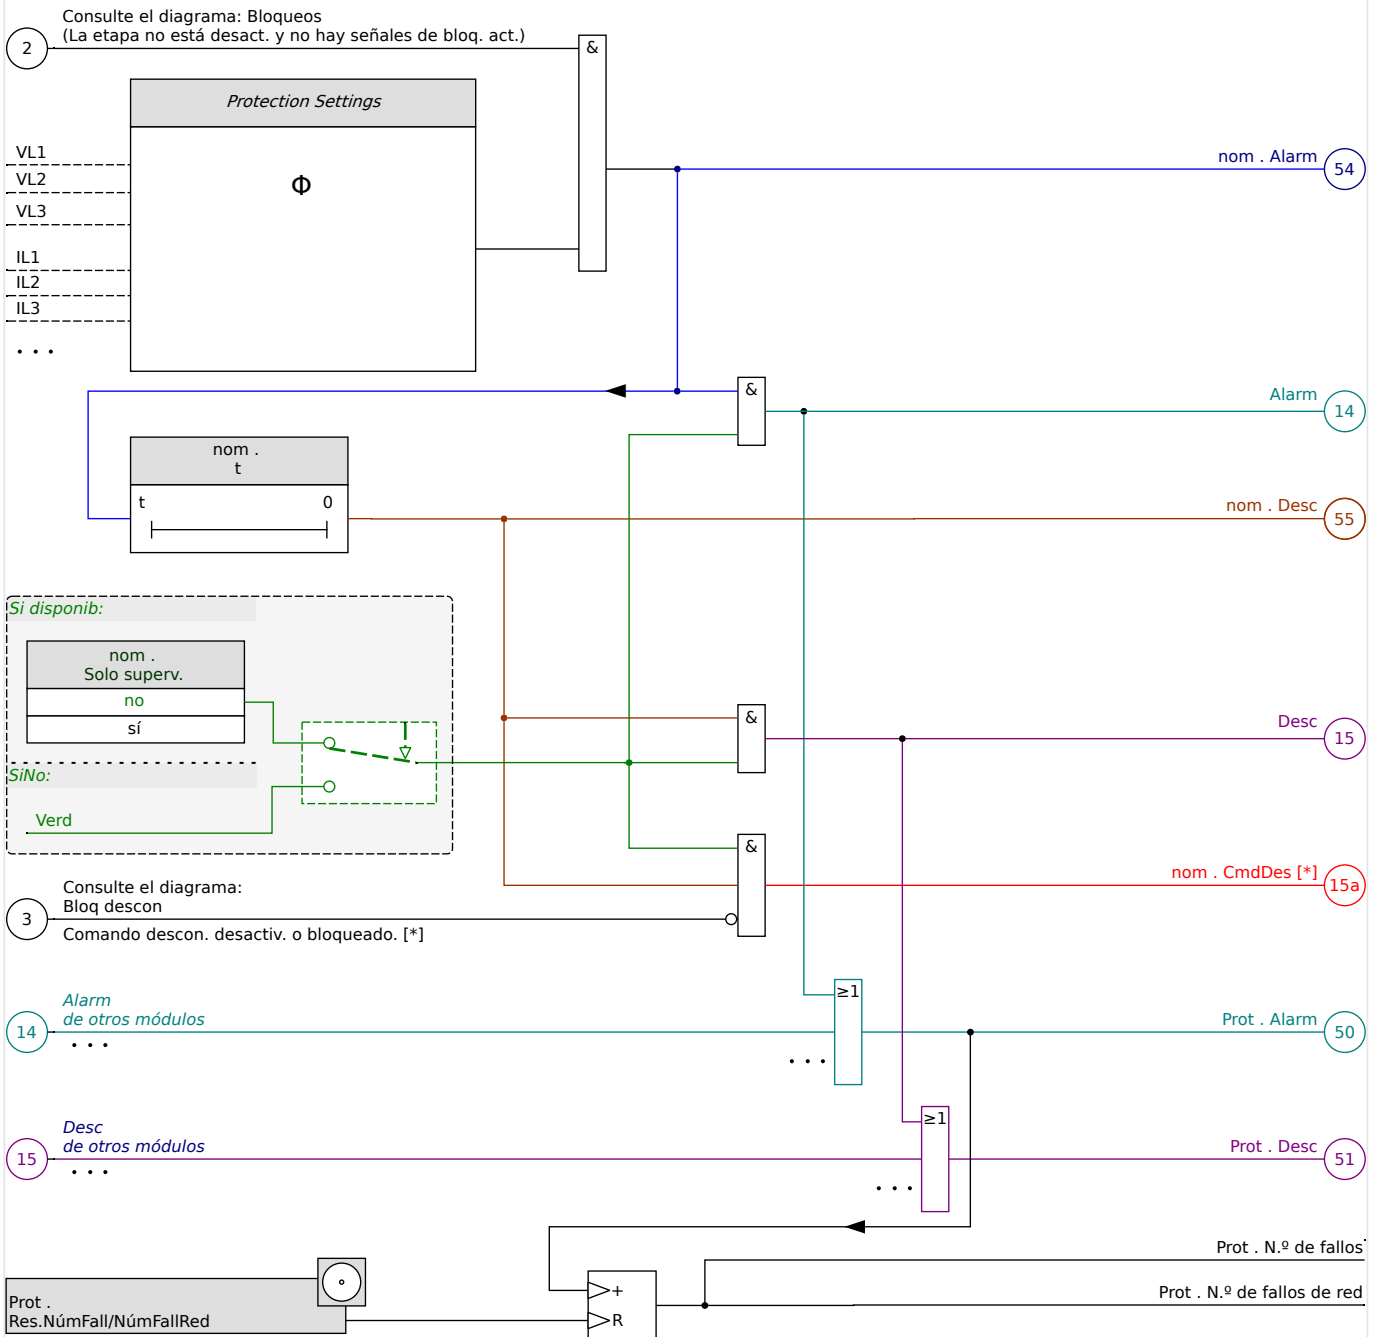 Consulte el diagrama: Bloqueos
(La etapa no está desact. y no hay señales de bloq. act.)
2
&
Protection Settings
Φ
VL1
VL2
VL3
IL1
IL2
IL3
. . .
nom . Alarm
54
&
Alarm
14
nom .
t
t 0
nom . Desc
55
Si disponib:
nom .
Solo superv.
no
sí
SiNo:
Verd
&
Desc
15
&
nom . CmdDes [*]
15a
Consulte el diagrama:
Bloq descon
3
Comando descon. desactiv. o bloqueado. [*]
≥1
Alarm
de otros módulos
14
. . .
. . .
Prot . Alarm
50
≥1
Desc
de otros módulos
15
. . .
. . .
Prot . Desc
51
Prot . N.º de fallos
Prot . N.º de fallos de red
Prot .
Res.NúmFall/NúmFallRed
+
R